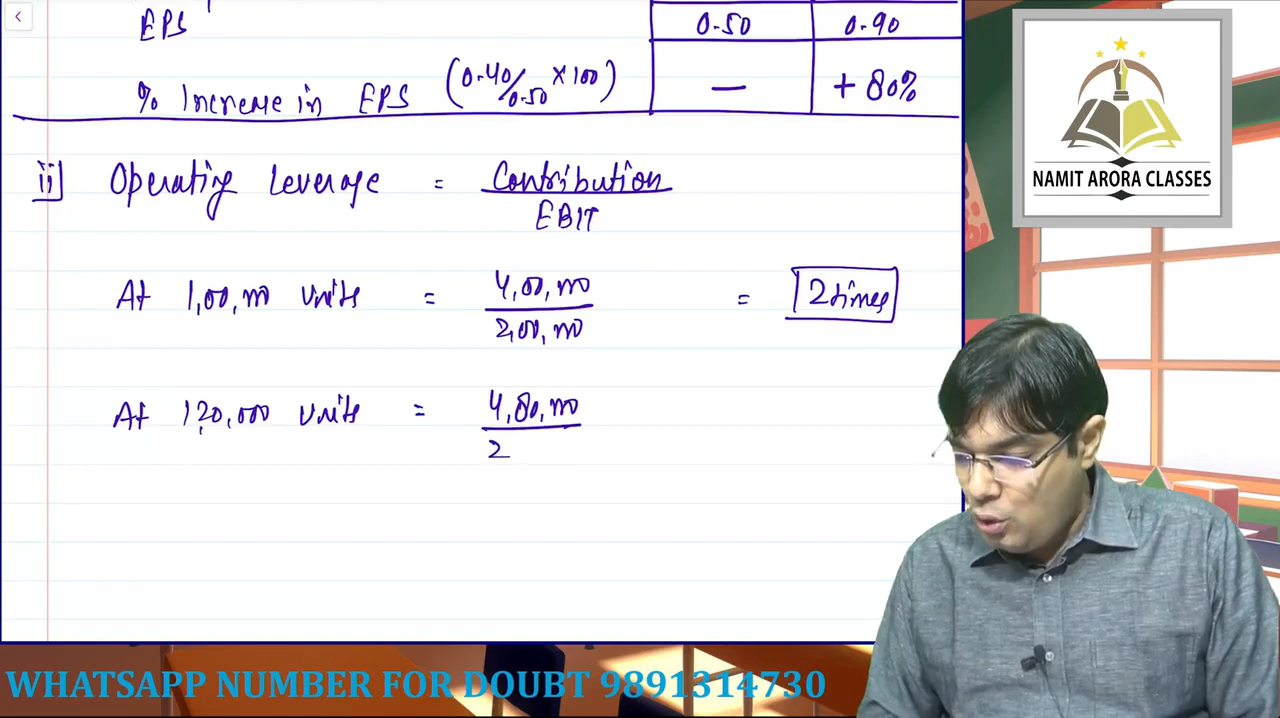 EPS 0.50 0.90
% Increase in EPS (0.40/0.50 × 100) — + 80%
ii] Operating Leverage = Contribution / EBIT
At 1,00,000 units = 4,00,000 / 2,00,000 = 2 times
At 120,000 units = 4,80,000 / 2
NAMIT ARORA CLASSES
WHATSAPP NUMBER FOR DOUBT 9891314730